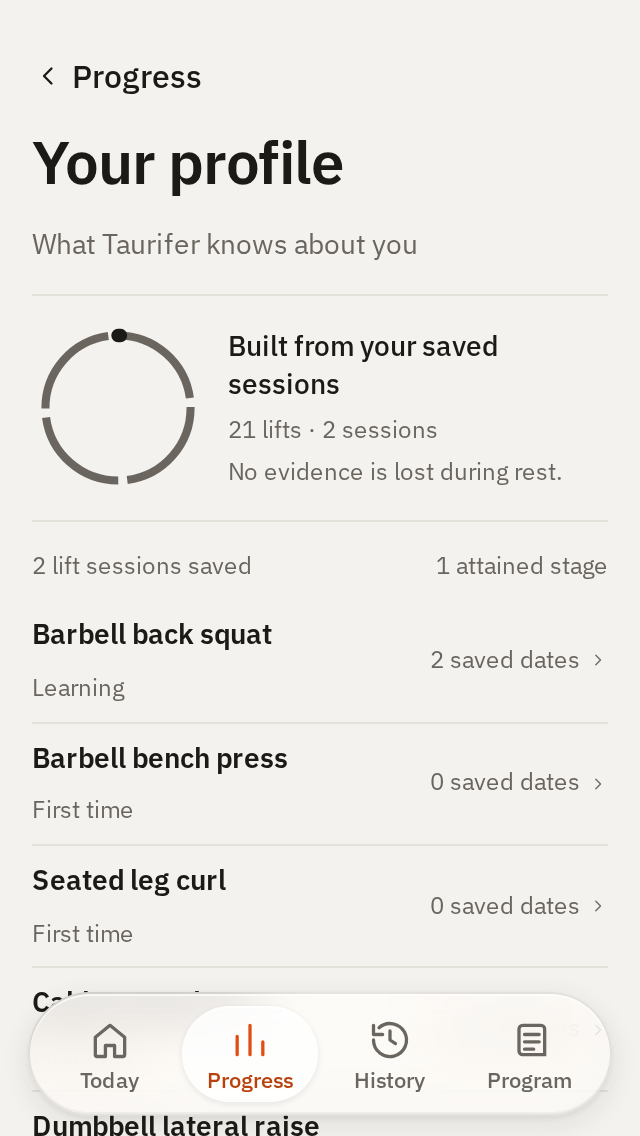 Progress
Your profile
What Taurifer knows about you
Built from your saved
sessions
21 lifts · 2 sessions
No evidence is lost during rest.
2 lift sessions saved
1 attained stage
Barbell back squat
2 saved dates
Learning
Barbell bench press
0 saved dates
First time
Seated leg curl
0 saved dates
First time
Today
Progress
History
Program
Dumbbell lateral raise